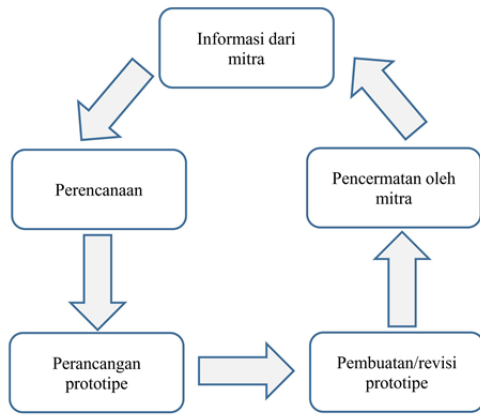 Informasi dari
mitra
Perencanaan
Perancangan
prototipe
Pembuatan/revisi
prototipe
Pencermatan oleh
mitra